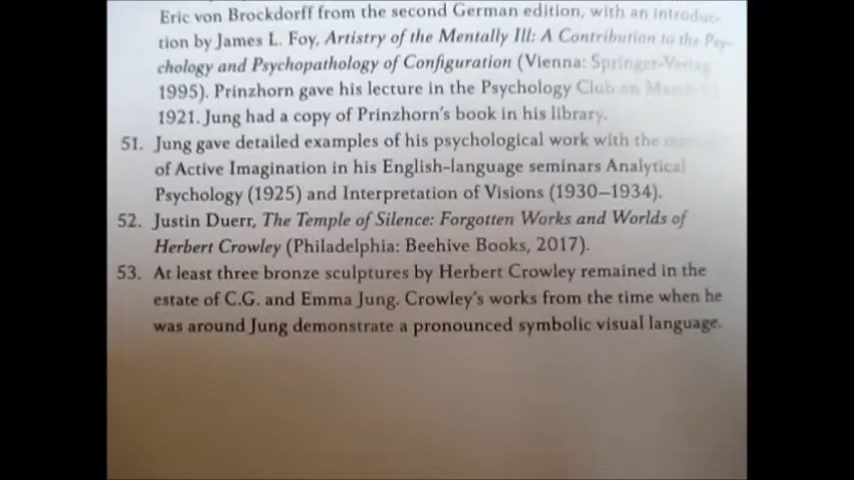 Eric von Brockdorff from the second German edition, with an introduc-
tion by James L. Foy, Artistry of the Mentally Ill: A Contribution to the Psy-
chology and Psychopathology of Configuration (Vienna: Springer-Verlag
1995). Prinzhorn gave his lecture in the Psychology Club on
1921. Jung had a copy of Prinzhorn's book in his library.
51. Jung gave detailed examples of his psychological work with the
of Active Imagination in his English-language seminars Analytical
Psychology (1925) and Interpretation of Visions (1930–1934).
52. Justin Duerr, The Temple of Silence: Forgotten Works and Worlds of
Herbert Crowley (Philadelphia: Beehive Books, 2017).
53. At least three bronze sculptures by Herbert Crowley remained in the
estate of C.G. and Emma Jung. Crowley's works from the time when he
was around Jung demonstrate a pronounced symbolic visual language.